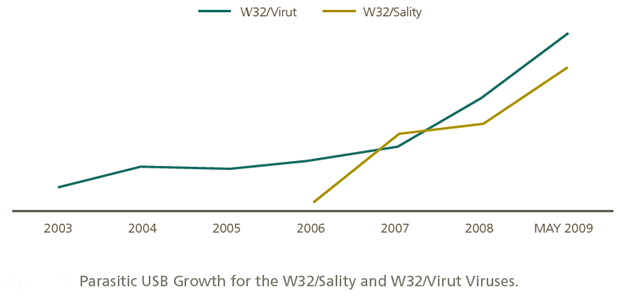 W32/Virut W32/Sality
2003 2004 2005 2006 2007 2008 MAY 2009
Parasitic USB Growth for the W32/Sality and W32/Virut Viruses.